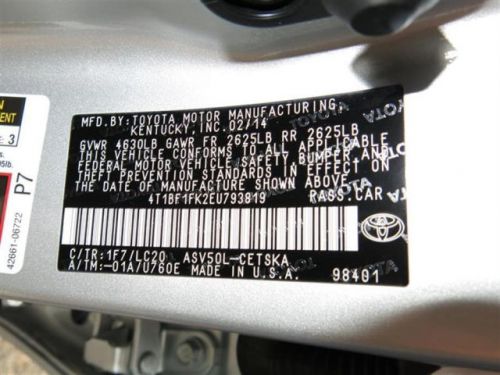 MFD.BY:TOYOTA MOTOR MANUFACTURING,
KENTUCKY, INC.02/14
GVWR 4630LB GAWR FR 2625LB RR 2625LB
THIS VEHICLE CONFORMS TO ALL APPLICABLE
FEDERAL MOTOR VEHICLE SAFETY,BUMPER,AND
THEFT PREVENTION STANDARDS IN EFFECT ON
THE DATE OF MANUFACTURE SHOWN ABOVE.
4T1BF1FK2EU793819 PASS.CAR
C/TR:1F7/LC20 ASV50L-CETSKA
A/TM:-01A/U760E MADE IN U.S.A. 98401
TOYOTA
3
P7
42661-06722